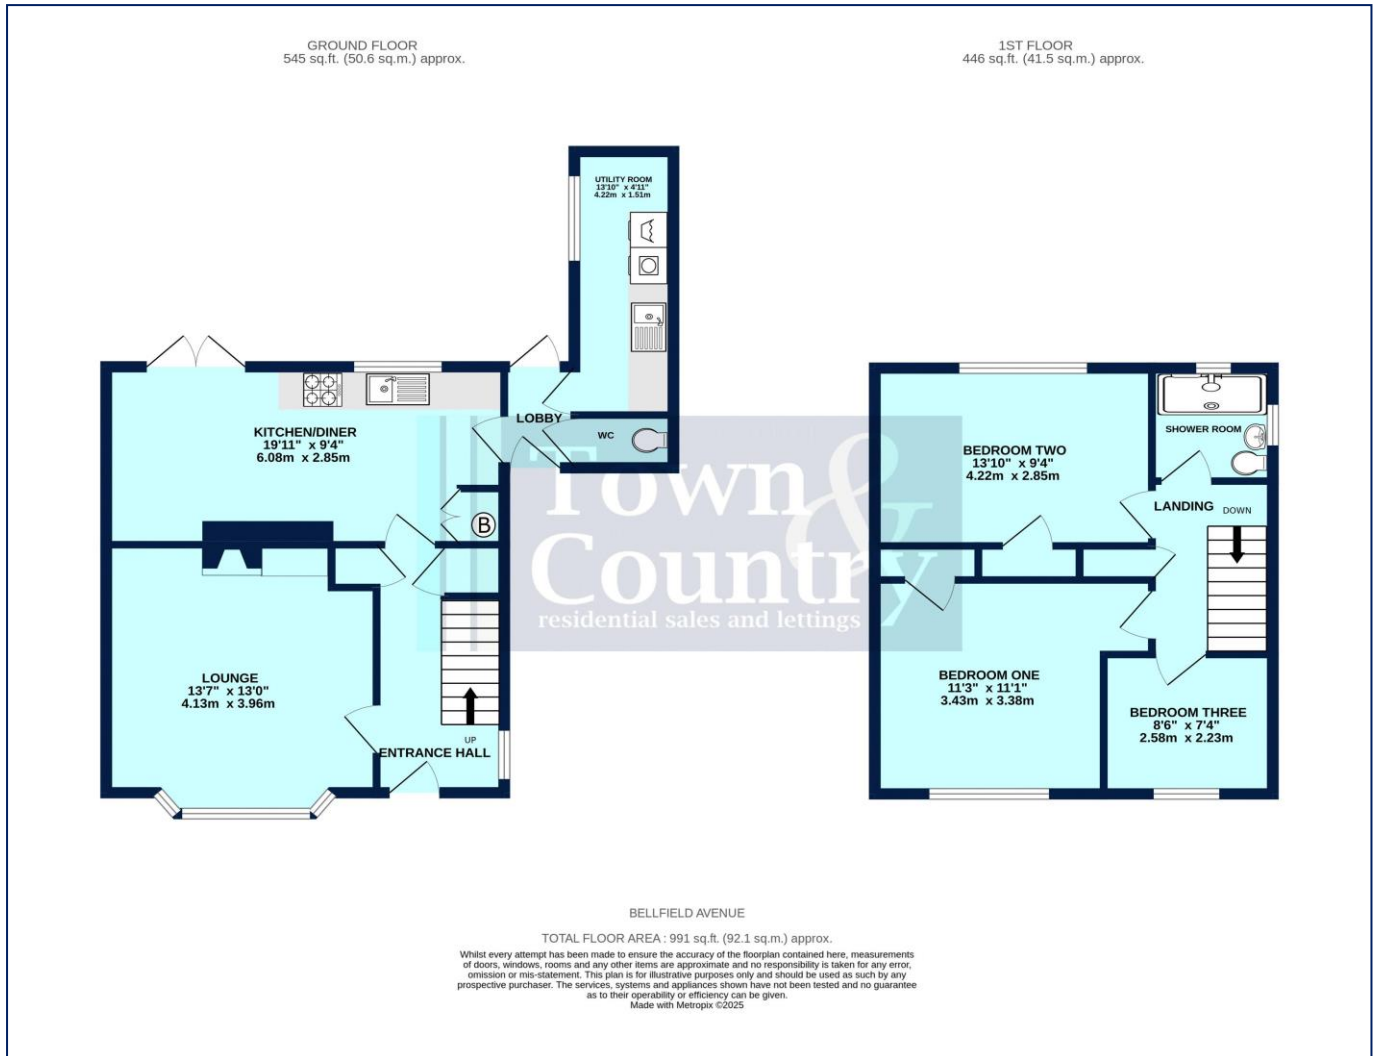 GROUND FLOOR
545 sq.ft. (50.6 sq.m.) approx.
1ST FLOOR
446 sq.ft. (41.5 sq.m.) approx.
UTILITY ROOM
13'10" x 4'11"
4.22m x 1.51m
LOBBY
WC
KITCHEN/DINER
19'11" x 9'4"
6.08m x 2.85m
B
LOUNGE
13'7" x 13'0"
4.13m x 3.96m
UP
ENTRANCE HALL
BEDROOM TWO
13'10" x 9'4"
4.22m x 2.85m
SHOWER ROOM
LANDING
DOWN
BEDROOM ONE
11'3" x 11'1"
3.43m x 3.38m
BEDROOM THREE
8'6" x 7'4"
2.58m x 2.23m
Town &
Country
residential sales and lettings
BELLFIELD AVENUE
TOTAL FLOOR AREA : 991 sq.ft. (92.1 sq.m.) approx.
Whilst every attempt has been made to ensure the accuracy of the floorplan contained here, measurements
of doors, windows, rooms and any other items are approximate and no responsibility is taken for any error,
omission or mis-statement. This plan is for illustrative purposes only and should be used as such by any
prospective purchaser. The services, systems and appliances shown have not been tested and no guarantee
as to their operability or efficiency can be given.
Made with Metropix ©2025